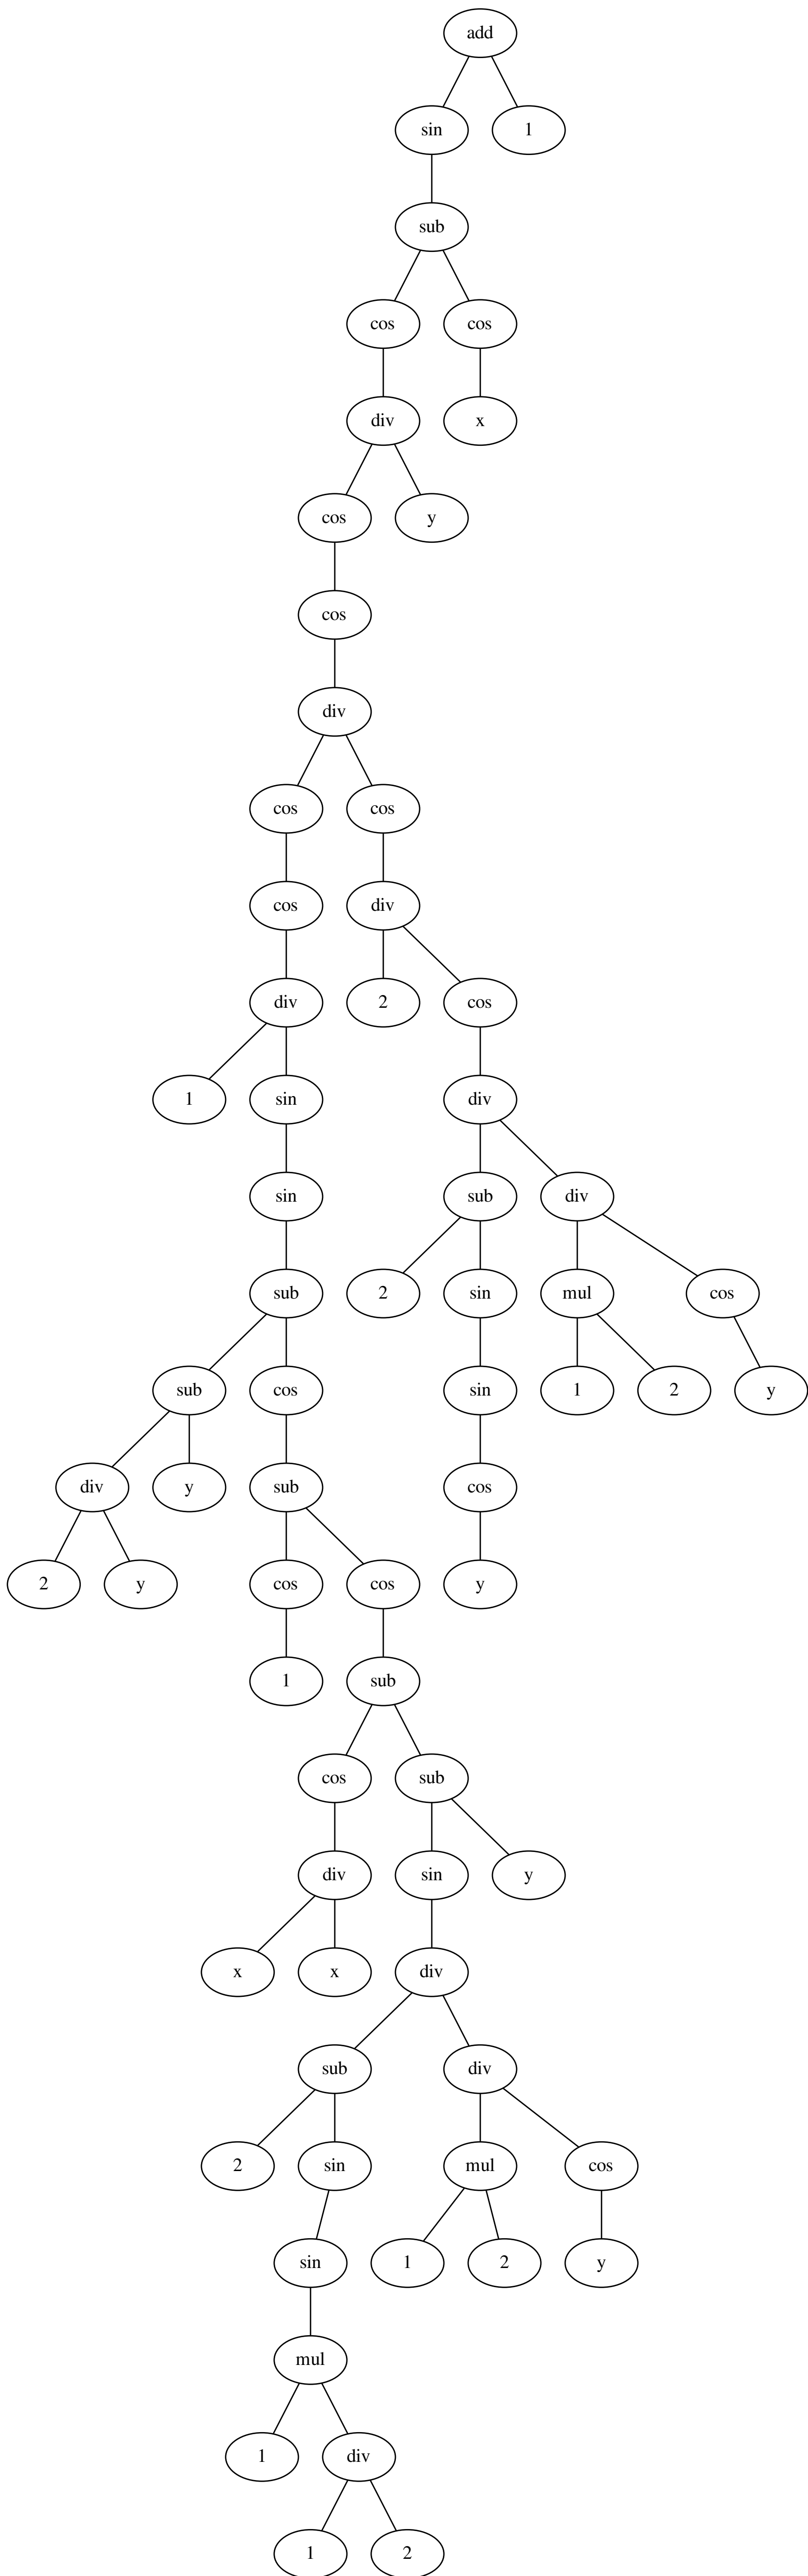 add
sin 1
sub
cos cos
div x
cos y
cos
div
cos cos
cos div
div 2 cos
1 sin div
sin sub div
sub 2 sin mul cos
sub cos sin 1 2 y
div y sub cos
2 y cos cos y
1 sub
cos sub
div sin y
x x div
sub div
2 sin mul cos
sin 1 2 y
mul
1 div
1 2